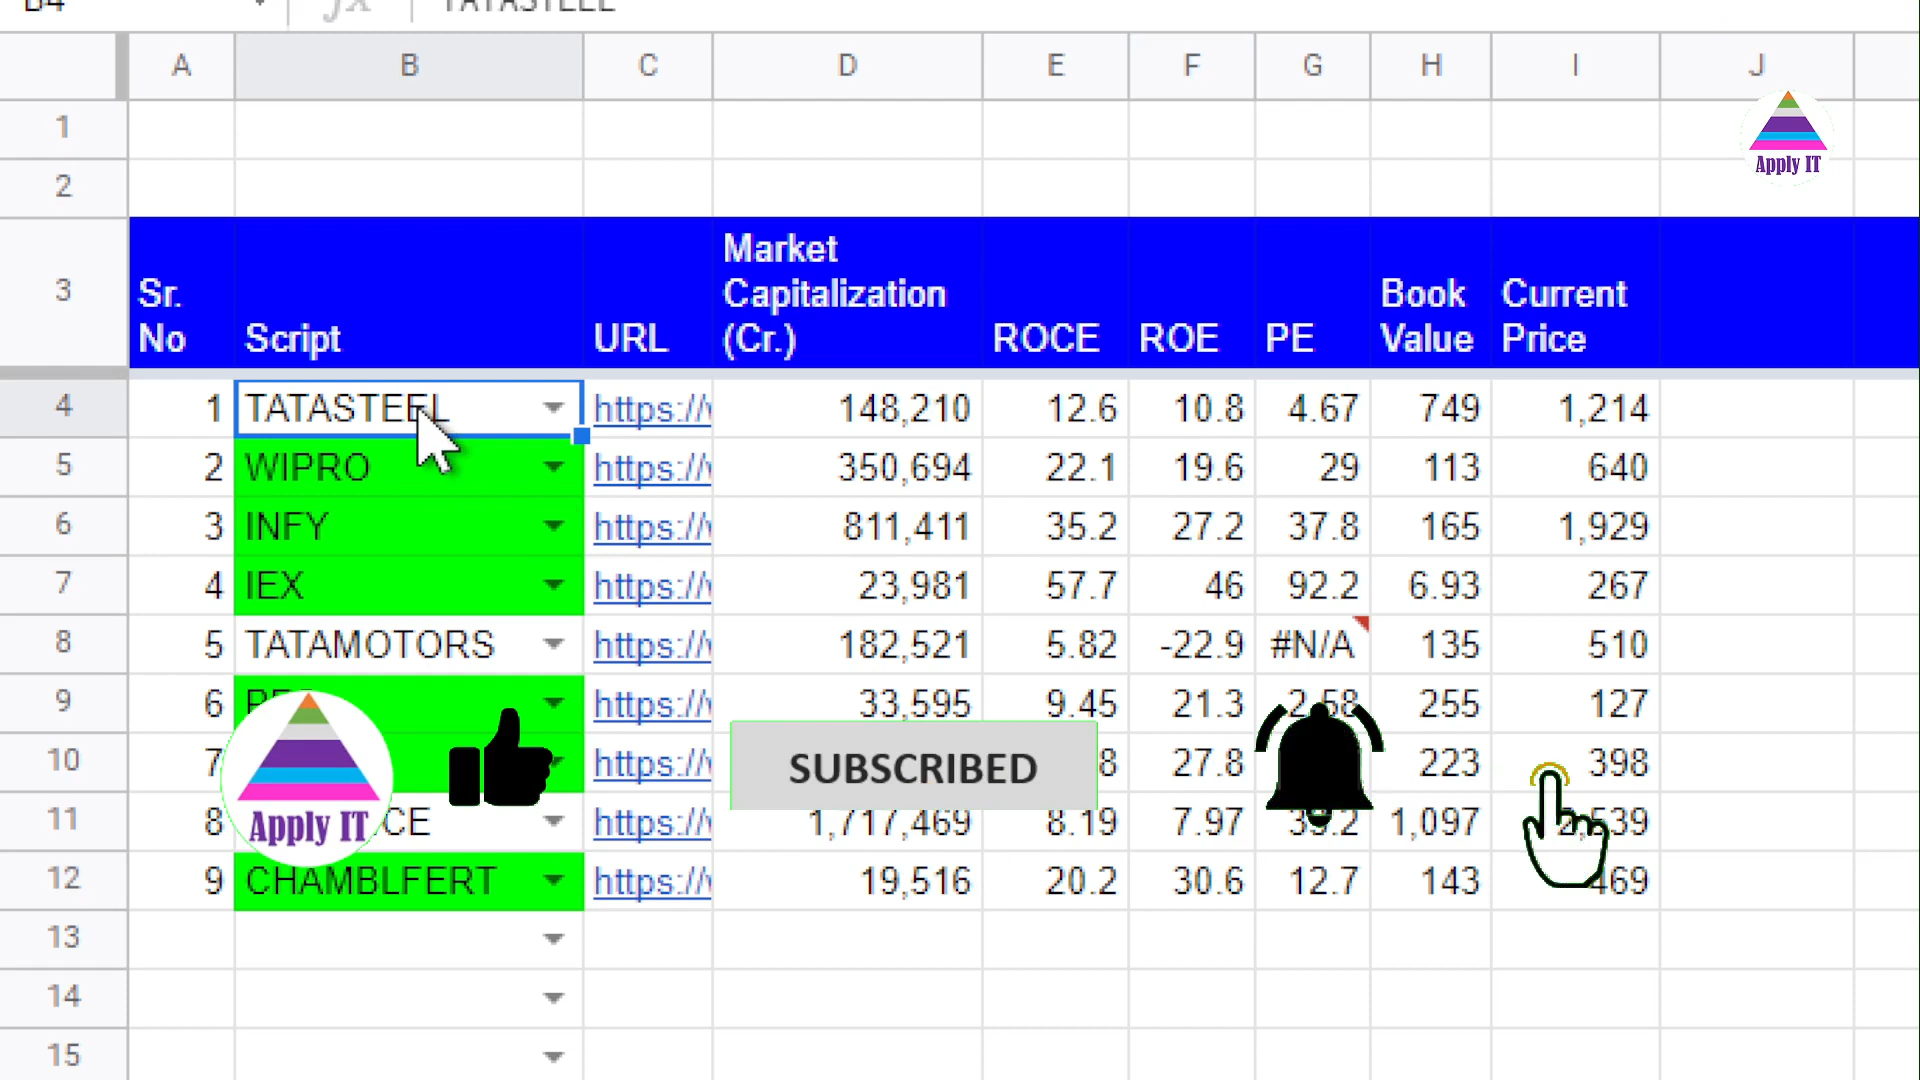 TATASTEEL
A B C D E F G H I J
1
2
3 Sr. No Script URL Market Capitalization (Cr.) ROCE ROE PE Book Value Current Price
4 1 TATASTEEL https:// 148,210 12.6 10.8 4.67 749 1,214
5 2 WIPRO https:// 350,694 22.1 19.6 29 113 640
6 3 INFY https:// 811,411 35.2 27.2 37.8 165 1,929
7 4 IEX https:// 23,981 57.7 46 92.2 6.93 267
8 5 TATAMOTORS https:// 182,521 5.82 -22.9 #N/A 135 510
9 6 https:// 33,595 9.45 21.3 255 127
10 7 https:// 27.8 223 398
11 8 https:// 1,717,469 8.19 7.97 1,097
12 9 CHAMBLFERT https:// 19,516 20.2 30.6 12.7 143 469
13
14
15
Apply IT
Apply IT
SUBSCRIBED